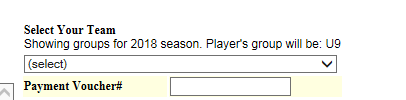 Select Your Team
Showing groups for 2018 season. Player's group will be: U9
(select)
Payment Voucher#